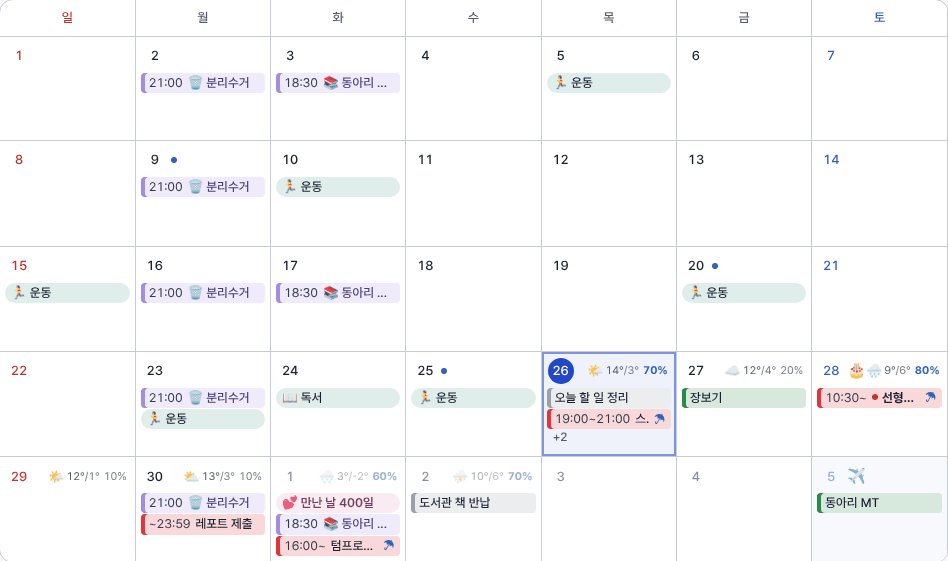 일 월 화 수 목 금 토
1 2 3 4 5 6 7
21:00 🗑️ 분리수거 18:30 📚 동아리 ... 🏃 운동
8 9 10 11 12 13 14
21:00 🗑️ 분리수거 🏃 운동
15 16 17 18 19 20 21
🏃 운동 21:00 🗑️ 분리수거 18:30 📚 동아리 ... 🏃 운동
22 23 24 25 26 14°/3° 70% 27 12°/4° 20% 28 9°/6° 80%
21:00 🗑️ 분리수거 📖 독서 🏃 운동 오늘 할 일 정리 장보기 10:30~ 선형...
🏃 운동 19:00~21:00 스.
+2
29 12°/1° 10% 30 13°/3° 10% 1 3°/-2° 60% 2 10°/6° 70% 3 4 5
21:00 🗑️ 분리수거 💕 만난 날 400일 도서관 책 반납 동아리 MT
~23:59 레포트 제출 18:30 📚 동아리 ...
16:00~ 텀프로...